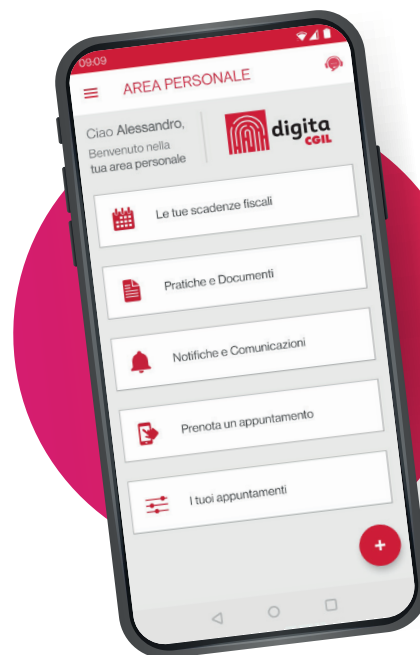 09:09
AREA PERSONALE
Ciao Alessandro,
Benvenuto nella
tua area personale
digita
CGIL
Le tue scadenze fiscali
Pratiche e Documenti
Notifiche e Comunicazioni
Prenota un appuntamento
I tuoi appuntamenti